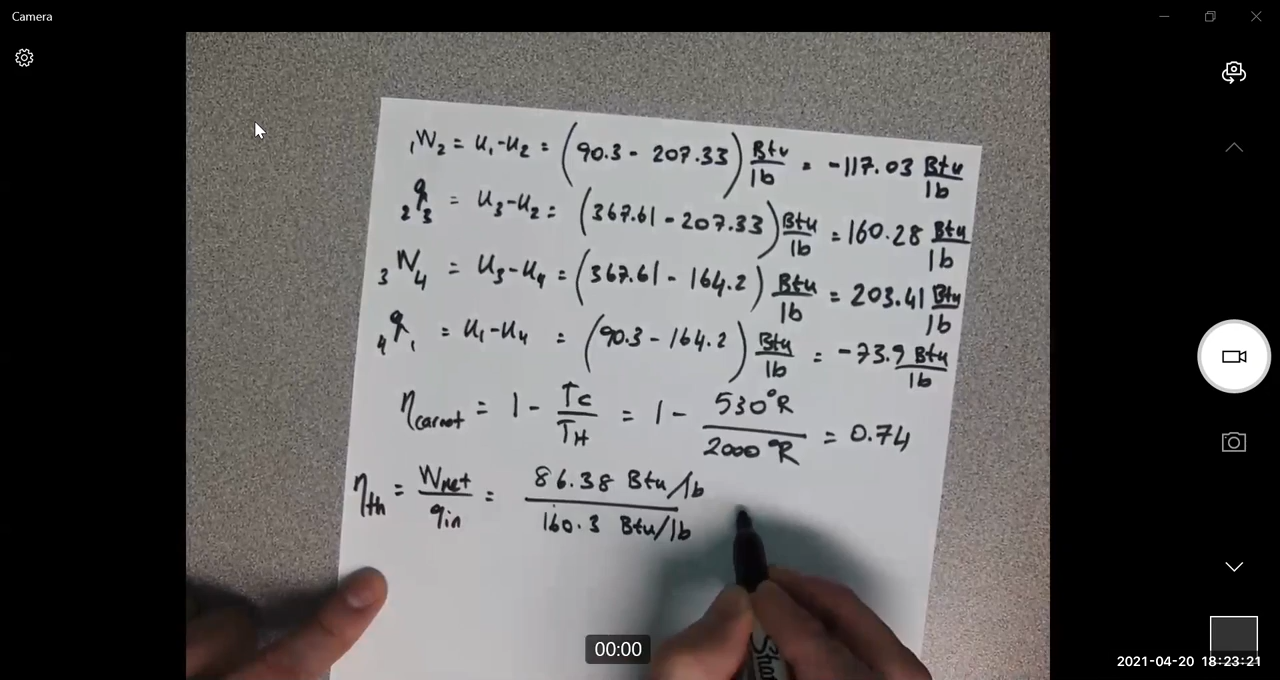 Camera
₁W₂ = u₁-u₂ = (90.3 - 207.33) Btu/lb = -117.03 Btu/lb
₂q₃ = u₃-u₂ = (367.61 - 207.33) Btu/lb = 160.28 Btu/lb
₃W₄ = u₃-u₄ = (367.61 - 164.2) Btu/lb = 203.41 Btu/lb
₄q₁ = u₁-u₄ = (90.3 - 164.2) Btu/lb = -73.9 Btu/lb
ηcarnot = 1 - Tc/TH = 1 - 530°R/2000°R = 0.74
ηth = Wnet/qin = 86.38 Btu/lb / 160.3 Btu/lb
Sha
00:00
2021-04-20 18:23:21